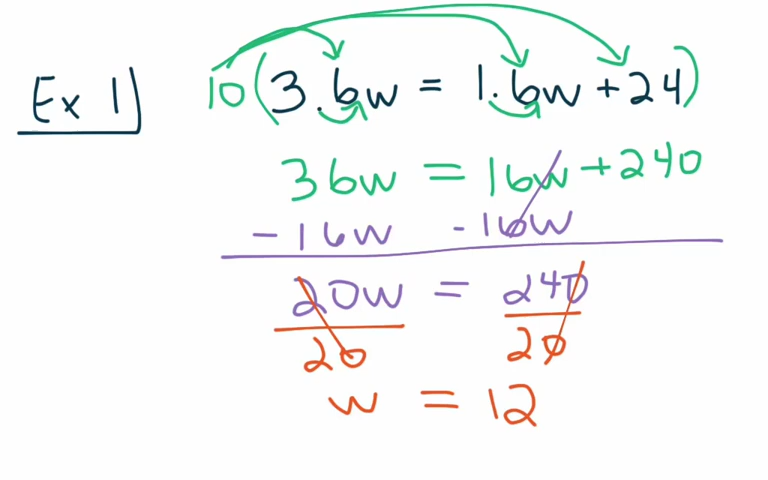 Ex 1) 10(3.6w = 1.6w + 24)
36w = 16w + 240
- 16w - 16w
20w = 240
20 20
w = 12